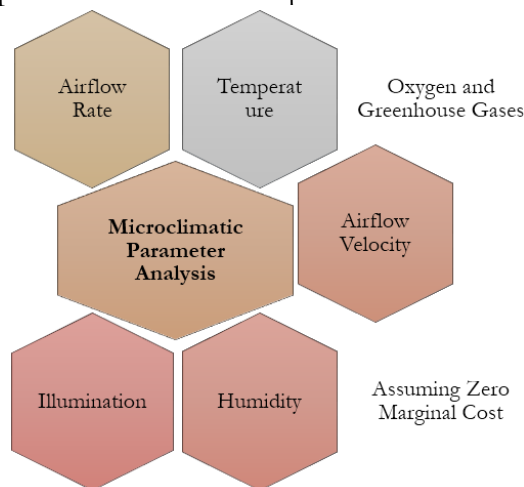 Airflow
Rate
Temperat
ure
Oxygen and
Greenhouse Gases
Microclimatic
Parameter
Analysis
Airflow
Velocity
Illumination
Humidity
Assuming Zero
Marginal Cost